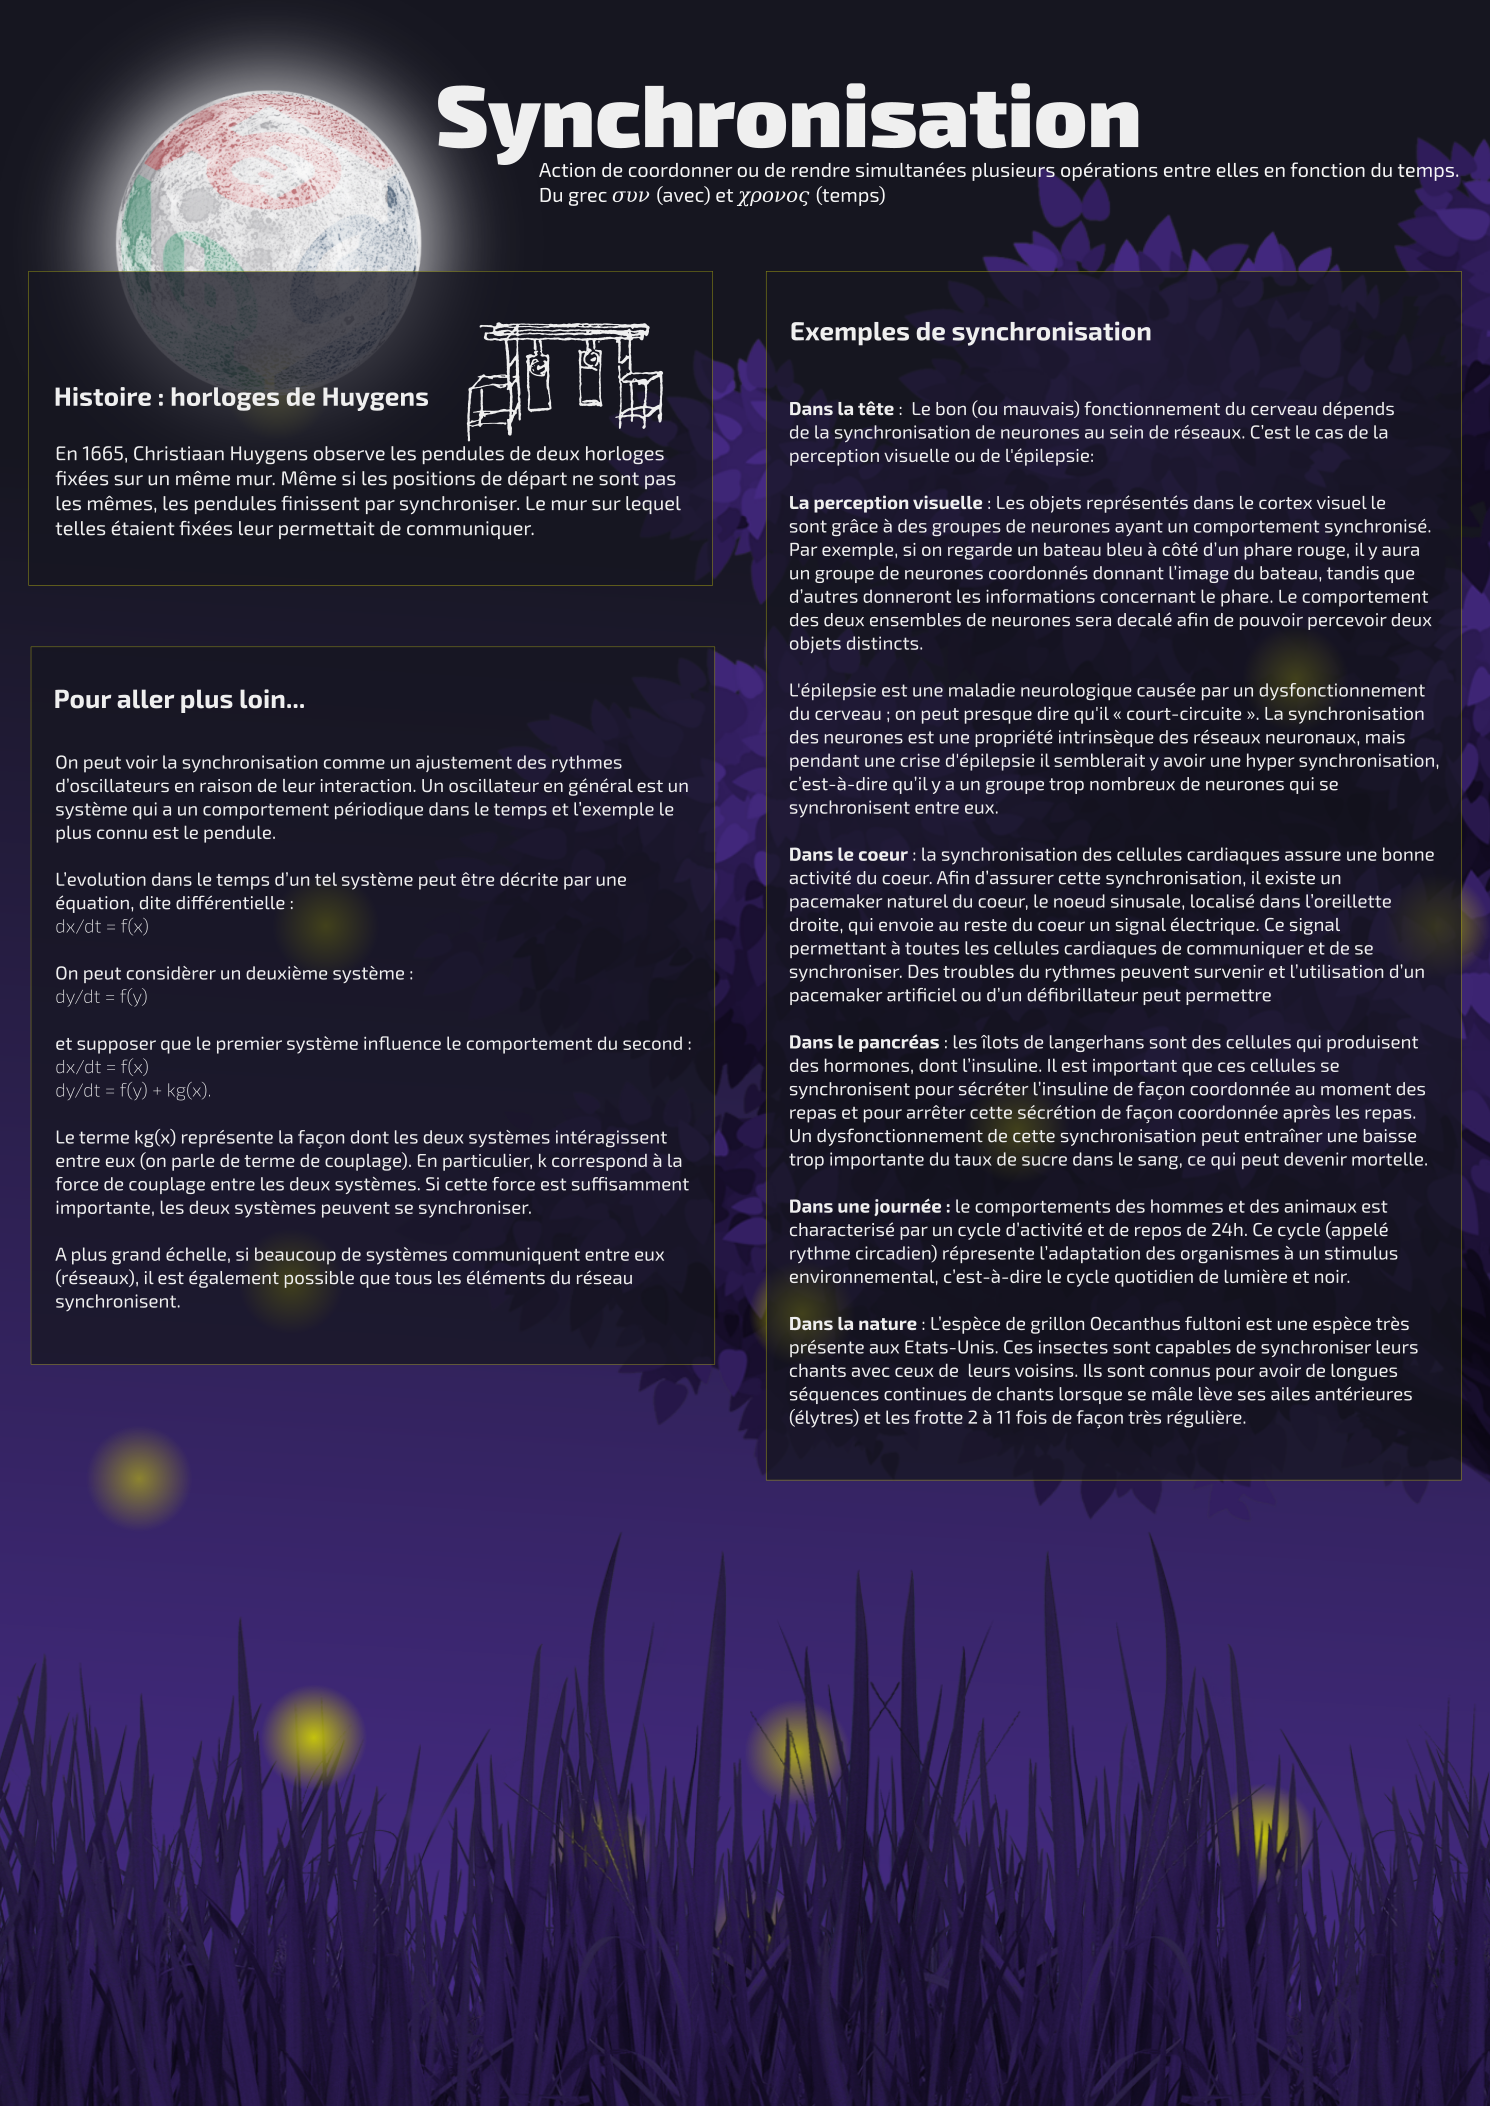 Synchronisation
Action de coordonner ou de rendre simultanées plusieurs opérations entre elles en fonction du temps.
Du grec συν (avec) et χρονος (temps)
Histoire : horloges de Huygens
En 1665, Christiaan Huygens observe les pendules de deux horloges
fixées sur un même mur. Même si les positions de départ ne sont pas
les mêmes, les pendules finissent par synchroniser. Le mur sur lequel
telles étaient fixées leur permettait de communiquer.
Pour aller plus loin...
On peut voir la synchronisation comme un ajustement des rythmes
d'oscillateurs en raison de leur interaction. Un oscillateur en général est un
système qui a un comportement périodique dans le temps et l'exemple le
plus connu est le pendule.
L'evolution dans le temps d'un tel système peut être décrite par une
équation, dite différentielle :
dx/dt = f(x)
On peut considèrer un deuxième système :
dy/dt = f(y)
et supposer que le premier système influence le comportement du second :
dx/dt = f(x)
dy/dt = f(y) + kg(x).
Le terme kg(x) représente la façon dont les deux systèmes intéragissent
entre eux (on parle de terme de couplage). En particulier, k correspond à la
force de couplage entre les deux systèmes. Si cette force est suffisamment
importante, les deux systèmes peuvent se synchroniser.
A plus grand échelle, si beaucoup de systèmes communiquent entre eux
(réseaux), il est également possible que tous les éléments du réseau
synchronisent.
Exemples de synchronisation
Dans la tête :  Le bon (ou mauvais) fonctionnement du cerveau dépends
de la synchronisation de neurones au sein de réseaux. C'est le cas de la
perception visuelle ou de l'épilepsie:
La perception visuelle : Les objets représentés dans le cortex visuel le
sont grâce à des groupes de neurones ayant un comportement synchronisé.
Par exemple, si on regarde un bateau bleu à côté d'un phare rouge, il y aura
un groupe de neurones coordonnés donnant l'image du bateau, tandis que
d'autres donneront les informations concernant le phare. Le comportement
des deux ensembles de neurones sera decalé afin de pouvoir percevoir deux
objets distincts.
L'épilepsie est une maladie neurologique causée par un dysfonctionnement
du cerveau ; on peut presque dire qu'il « court-circuite ». La synchronisation
des neurones est une propriété intrinsèque des réseaux neuronaux, mais
pendant une crise d'épilepsie il semblerait y avoir une hyper synchronisation,
c'est-à-dire qu'il y a un groupe trop nombreux de neurones qui se
synchronisent entre eux.
Dans le coeur : la synchronisation des cellules cardiaques assure une bonne
activité du coeur. Afin d'assurer cette synchronisation, il existe un
pacemaker naturel du coeur, le noeud sinusale, localisé dans l'oreillette
droite, qui envoie au reste du coeur un signal électrique. Ce signal
permettant à toutes les cellules cardiaques de communiquer et de se
synchroniser. Des troubles du rythmes peuvent survenir et l'utilisation d'un
pacemaker artificiel ou d'un défibrillateur peut permettre
Dans le pancréas : les îlots de langerhans sont des cellules qui produisent
des hormones, dont l'insuline. Il est important que ces cellules se
synchronisent pour sécréter l'insuline de façon coordonnée au moment des
repas et pour arrêter cette sécrétion de façon coordonnée après les repas.
Un dysfonctionnement de cette synchronisation peut entraîner une baisse
trop importante du taux de sucre dans le sang, ce qui peut devenir mortelle.
Dans une journée : le comportements des hommes et des animaux est
characterisé par un cycle d'activité et de repos de 24h. Ce cycle (appelé
rythme circadien) répresente l'adaptation des organismes à un stimulus
environnemental, c'est-à-dire le cycle quotidien de lumière et noir.
Dans la nature : L'espèce de grillon Oecanthus fultoni est une espèce très
présente aux Etats-Unis. Ces insectes sont capables de synchroniser leurs
chants avec ceux de  leurs voisins. Ils sont connus pour avoir de longues
séquences continues de chants lorsque se mâle lève ses ailes antérieures
(élytres) et les frotte 2 à 11 fois de façon très régulière.